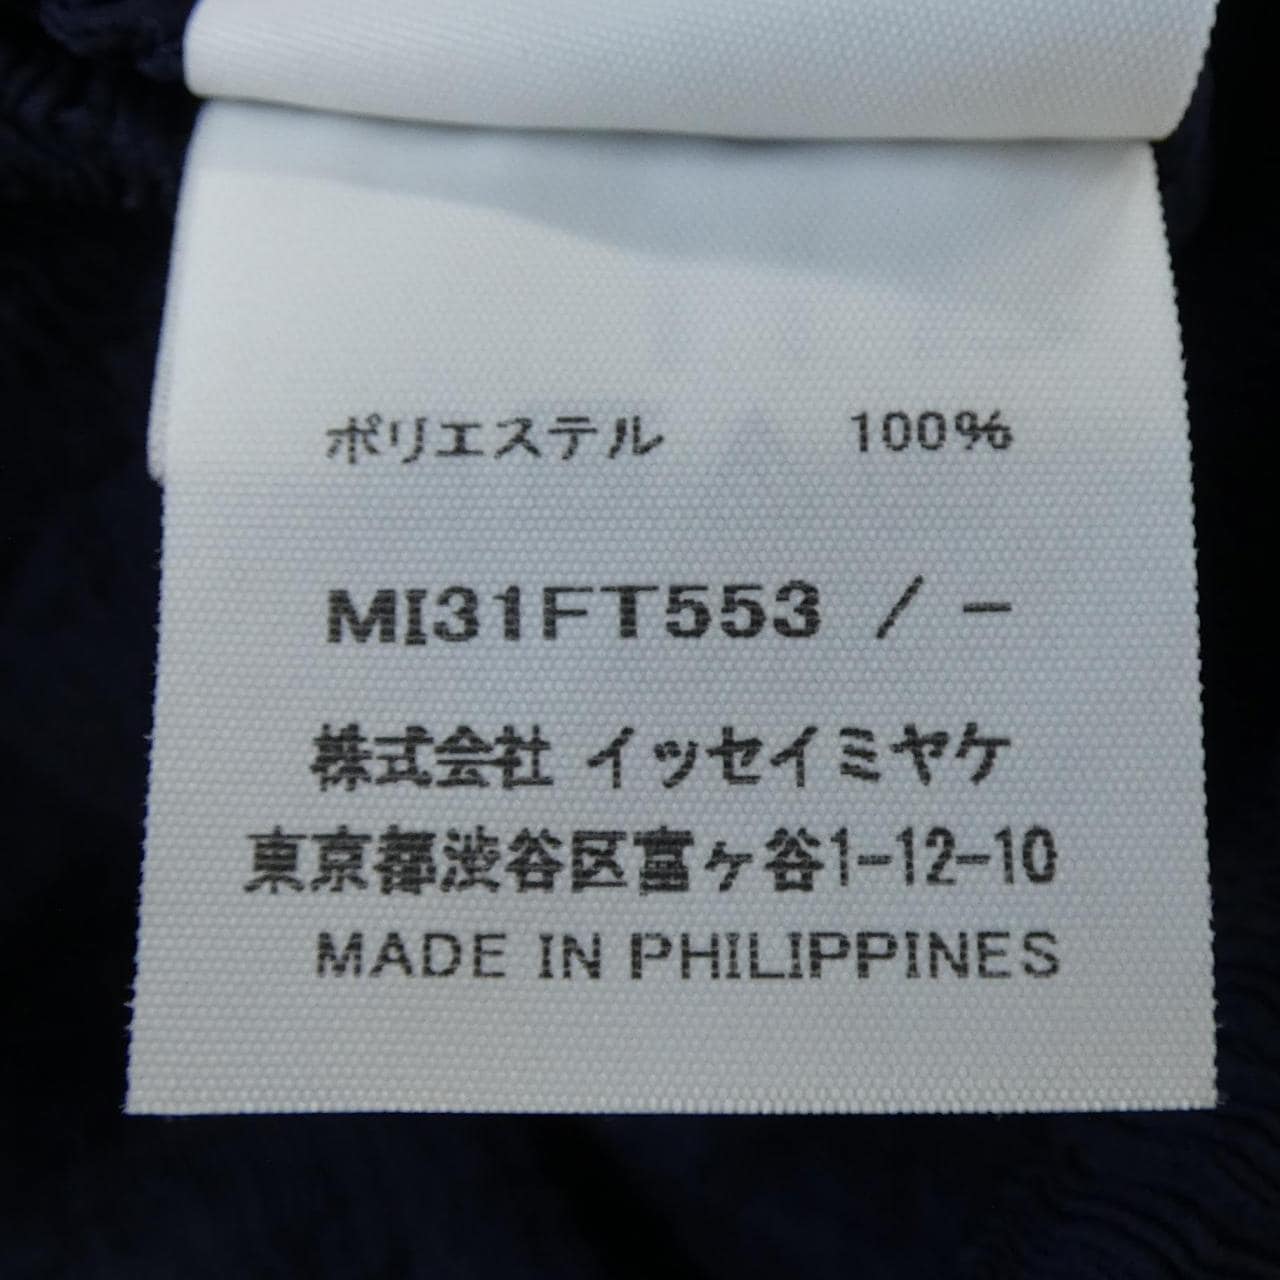 ポリエステル 100%
MI31FT553 / -
株式会社 イッセイミヤケ
東京都渋谷区富ヶ谷1-12-10
MADE IN PHILIPPINES